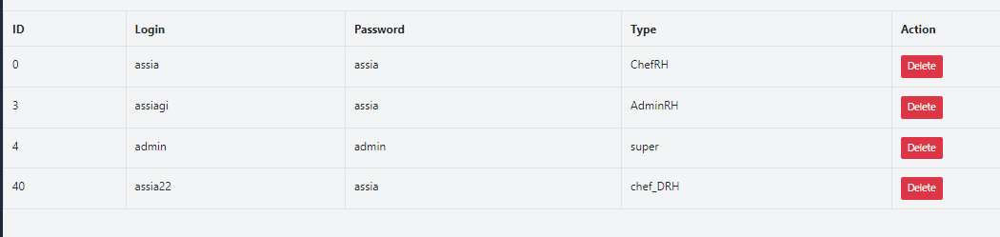 ID Login Password Type Action
0 assia assia ChefRH Delete
3 assiagi assia AdminRH Delete
4 admin admin super Delete
40 assia22 assia chef_DRH Delete